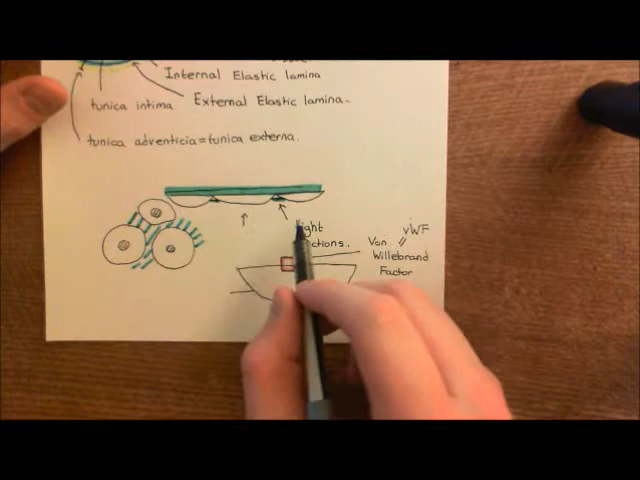 Internal Elastic lamina
tunica intima.
External Elastic lamina.
tunica adventicia = tunica externa.
vWF
Von
Willebrand
Factor